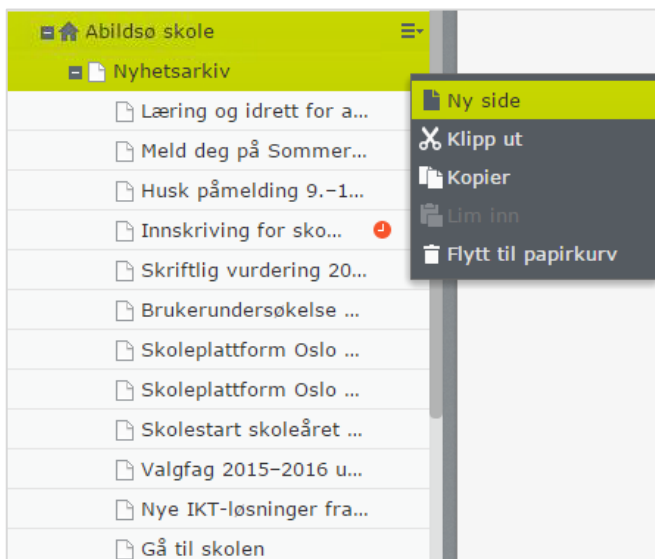 Abildsø skole
Nyhetsarkiv
Læring og idrett for a...
Meld deg på Sommer...
Husk påmelding 9.–1...
Innskriving for sko...
Skriftlig vurdering 20...
Brukerundersøkelse ...
Skoleplattform Oslo ...
Skoleplattform Oslo ...
Skolestart skoleåret ...
Valgfag 2015–2016 u...
Nye IKT-løsninger fra...
Gå til skolen
Ny side
Klipp ut
Kopier
Lim inn
Flytt til papirkurv